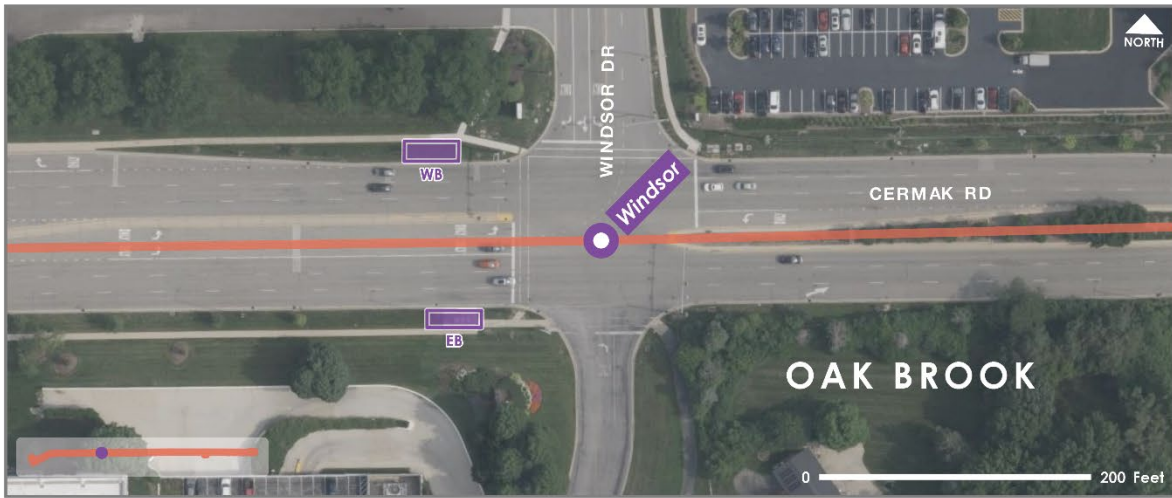 NORTH
WINDSOR DR
Windsor
WB
CERMAK RD
EB
OAK BROOK
0 200 Feet